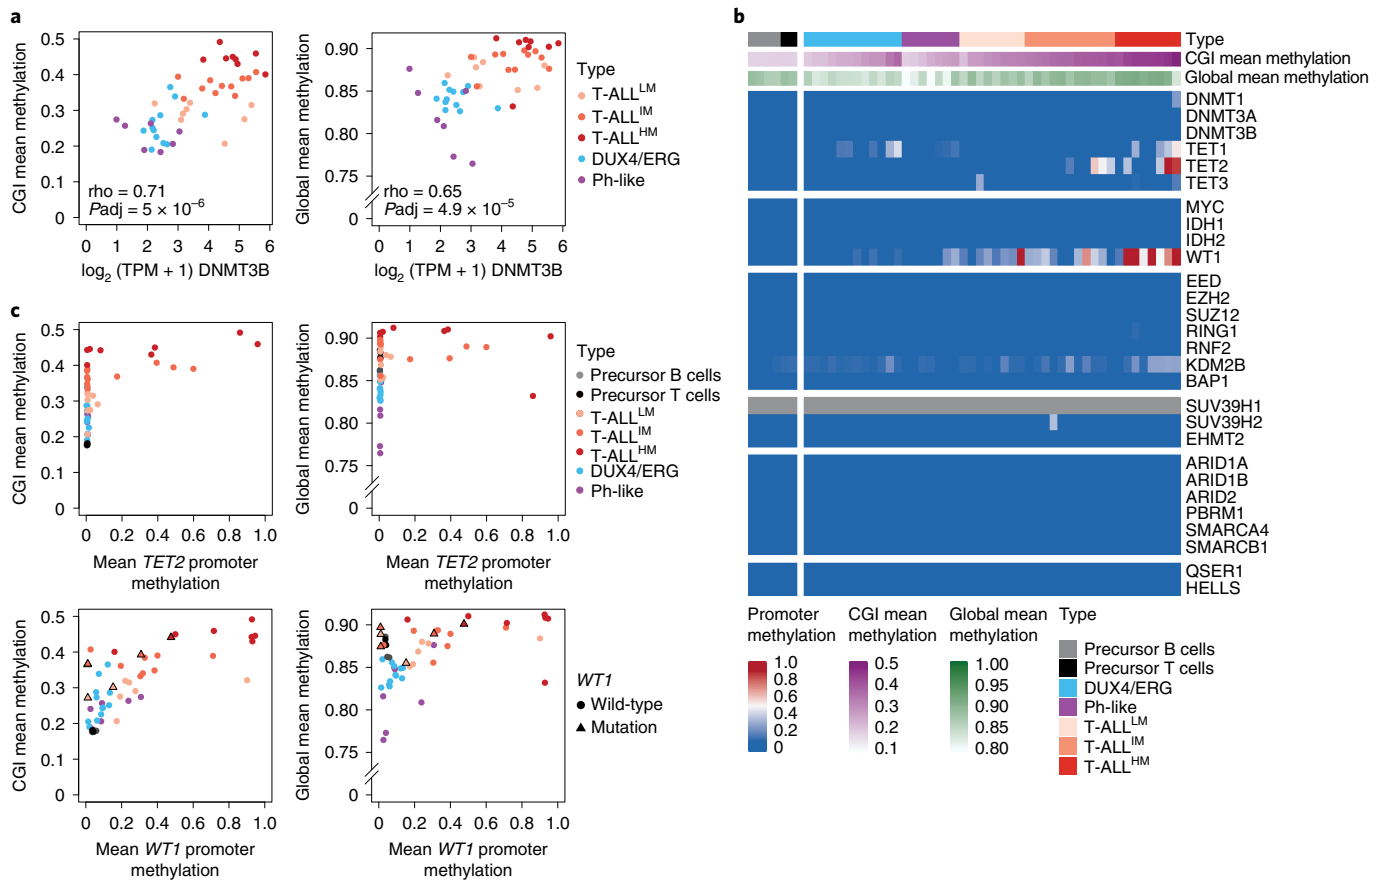 a
CGI mean methylation
0.5
0.4
0.3
0.2
0.1
0
rho = 0.71
Padj = 5 × 10⁻⁶
0 1 2 3 4 5 6
log₂ (TPM + 1) DNMT3B
Global mean methylation
0.90
0.85
0.80
0.75
0
rho = 0.65
Padj = 4.9 × 10⁻⁵
0 1 2 3 4 5 6
log₂ (TPM + 1) DNMT3B
Type
T-ALLᴸᴹ
T-ALLᴵᴹ
T-ALLᴴᴹ
DUX4/ERG
Ph-like
b
Type
CGI mean methylation
Global mean methylation
DNMT1
DNMT3A
DNMT3B
TET1
TET2
TET3
MYC
IDH1
IDH2
WT1
EED
EZH2
SUZ12
RING1
RNF2
KDM2B
BAP1
SUV39H1
SUV39H2
EHMT2
ARID1A
ARID1B
ARID2
PBRM1
SMARCA4
SMARCB1
QSER1
HELLS
Promoter
methylation
1.0
0.8
0.6
0.4
0.2
0
CGI mean
methylation
0.5
0.4
0.3
0.2
0.1
Global mean
methylation
1.00
0.95
0.90
0.85
0.80
Type
Precursor B cells
Precursor T cells
DUX4/ERG
Ph-like
T-ALLᴸᴹ
T-ALLᴵᴹ
T-ALLᴴᴹ
c
CGI mean methylation
0.5
0.4
0.3
0.2
0.1
0
0 0.2 0.4 0.6 0.8 1.0
Mean TET2 promoter
methylation
Global mean methylation
0.90
0.85
0.80
0.75
0
0 0.2 0.4 0.6 0.8 1.0
Mean TET2 promoter
methylation
Type
Precursor B cells
Precursor T cells
T-ALLᴸᴹ
T-ALLᴵᴹ
T-ALLᴴᴹ
DUX4/ERG
Ph-like
CGI mean methylation
0.5
0.4
0.3
0.2
0.1
0
0 0.2 0.4 0.6 0.8 1.0
Mean WT1 promoter
methylation
Global mean methylation
0.90
0.85
0.80
0.75
0
0 0.2 0.4 0.6 0.8 1.0
Mean WT1 promoter
methylation
WT1
Wild-type
Mutation